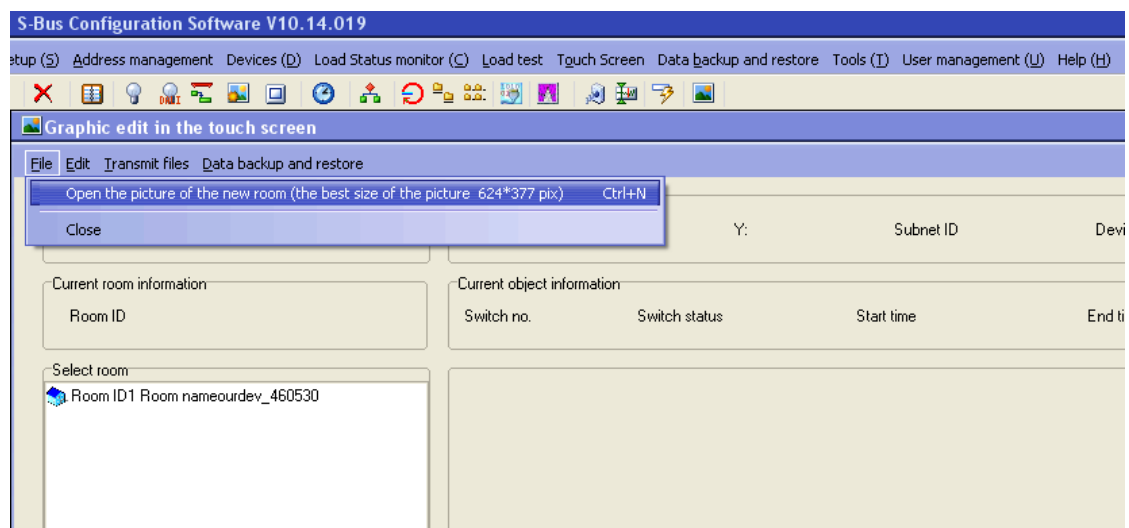 S-Bus Configuration Software V10.14.019
etup (S) Address management Devices (D) Load Status monitor (C) Load test Touch Screen Data backup and restore Tools (T) User management (U) Help (H)
DALI
Graphic edit in the touch screen
File Edit Transmit files Data backup and restore
Open the picture of the new room (the best size of the picture 624*377 pix) Ctrl+N
Close Y: Subnet ID Devi
Current room information Current object information
Room ID Switch no. Switch status Start time End ti
Select room
Room ID1 Room nameourdev_460530